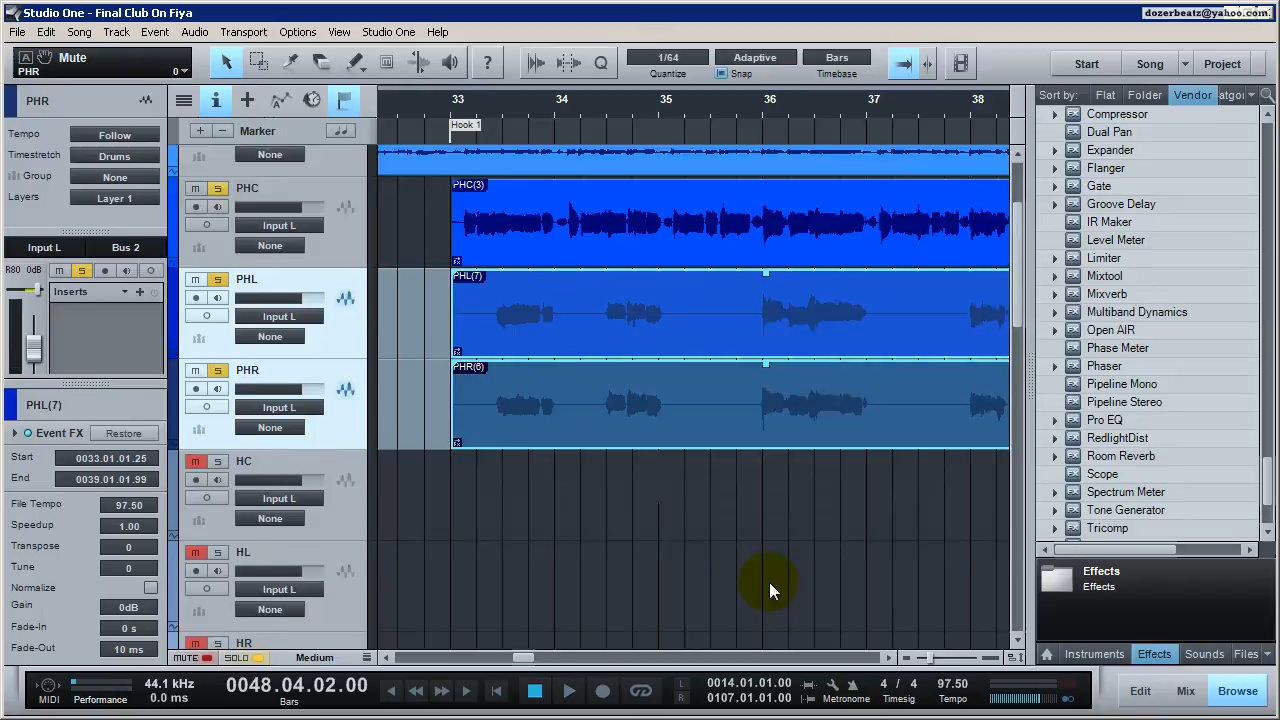 Studio One - Final Club On Fiya
dozerbeatz@yahoo.com
File Edit Song Track Event Audio Transport Options View Studio One Help
Mute
PHR 0
1/64 Adaptive Bars
Quantize Snap Timebase
Start Song Project
PHR
Tempo Follow
Timestretch Drums
Group None
Layers Layer 1
Input L Bus 2
R80 0dB M S
Inserts
PHL(7)
Event FX Restore
Start 0033.01.01.25
End 0039.01.01.99
File Tempo 97.50
Speedup 1.00
Transpose 0
Tune 0
Normalize
Gain 0dB
Fade-In 0 s
Fade-Out 10 ms
33 34 35 36 37 38
Marker
Hook 1
None
m S PHC
Input L
None
m S PHL
Input L
None
m S PHR
Input L
None
m S HC
Input L
None
m S HL
Input L
None
HR
PHC(3)
PHL(7)
PHR(6)
MUTE SOLO Medium
Sort by: Flat Folder Vendor
Compressor
Dual Pan
Expander
Flanger
Gate
Groove Delay
IR Maker
Level Meter
Limiter
Mixtool
Mixverb
Multiband Dynamics
Open AIR
Phase Meter
Phaser
Pipeline Mono
Pipeline Stereo
Pro EQ
RedlightDist
Room Reverb
Scope
Spectrum Meter
Tone Generator
Tricomp
Effects
Effects
Instruments Effects Sounds Files
MIDI Performance
44.1 kHz
0.0 ms
0048.04.02.00
Bars
L 0014.01.01.00
R 0107.01.01.00
Metronome
4 / 4
Timesig
97.50
Tempo
Edit Mix Browse